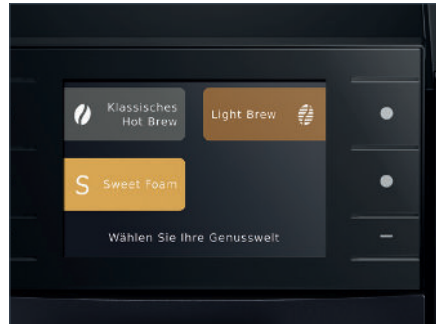 Klassisches
Hot Brew
Light Brew
S Sweet Foam
Wählen Sie Ihre Genusswelt